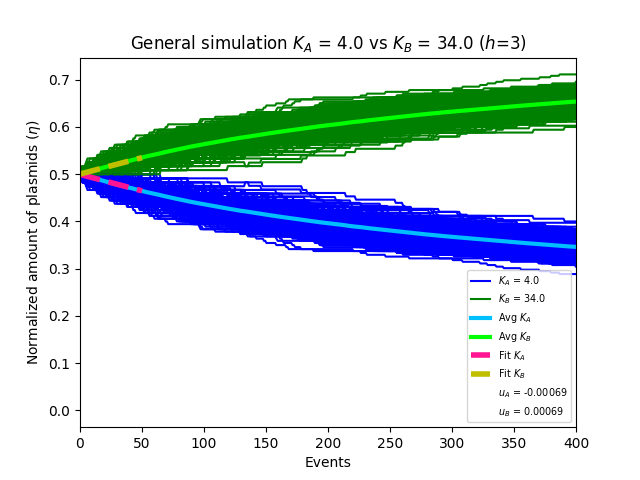 General simulation K_A = 4.0 vs K_B = 34.0 (h=3)
Normalized amount of plasmids (η)
0.7
0.6
0.5
0.4
0.3
0.2
0.1
0.0
K_A = 4.0
K_B = 34.0
Avg K_A
Avg K_B
Fit K_A
Fit K_B
u_A = -0.00069
u_B = 0.00069
0 50 100 150 200 250 300 350 400
Events